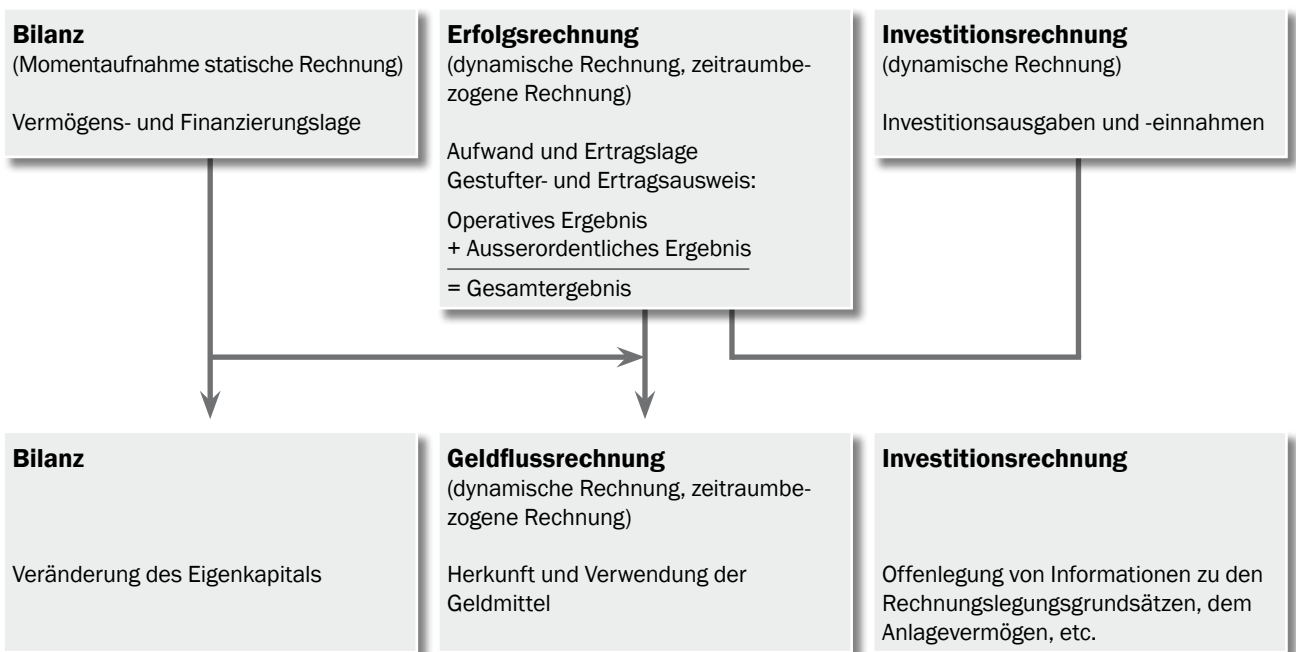 Bilanz
(Momentaufnahme statische Rechnung)
Vermögens- und Finanzierungslage
Erfolgsrechnung
(dynamische Rechnung, zeitraumbe-
zogene Rechnung)
Aufwand und Ertragslage
Gestufter- und Ertragsausweis:
Operatives Ergebnis
+ Ausserordentliches Ergebnis
= Gesamtergebnis
Investitionsrechnung
(dynamische Rechnung)
Investitionsausgaben und -einnahmen
Bilanz
Veränderung des Eigenkapitals
Geldflussrechnung
(dynamische Rechnung, zeitraumbe-
zogene Rechnung)
Herkunft und Verwendung der
Geldmittel
Investitionsrechnung
Offenlegung von Informationen zu den
Rechnungslegungsgrundsätzen, dem
Anlagevermögen, etc.